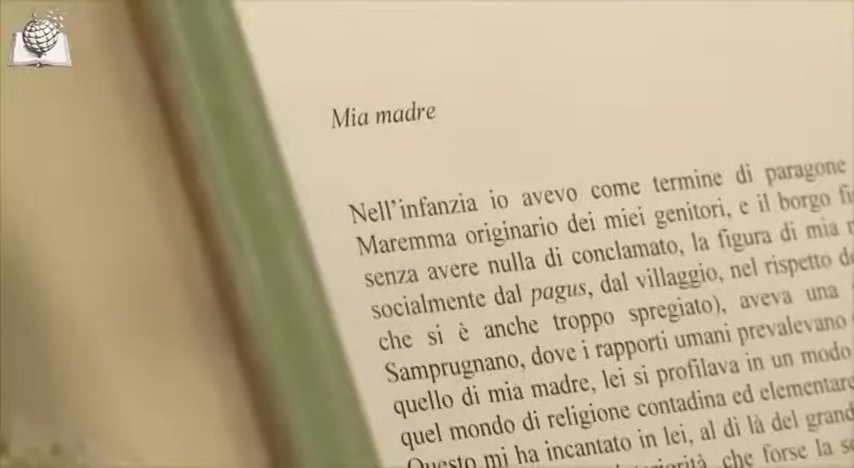 Mia madre
Nell'infanzia io avevo come termine di paragone
Maremma originario dei miei genitori, e il borgo
senza avere nulla di conclamato, la figura di mia
socialmente dal pagus, dal villaggio, nel rispetto
che si è anche troppo spregiato), aveva una
Samprugnano, dove i rapporti umani prevalevano
quello di mia madre, lei si profilava in un modo
quel mondo di religione contadina ed elementare
Questo mi ha incantato in lei, al di là del
che forse la